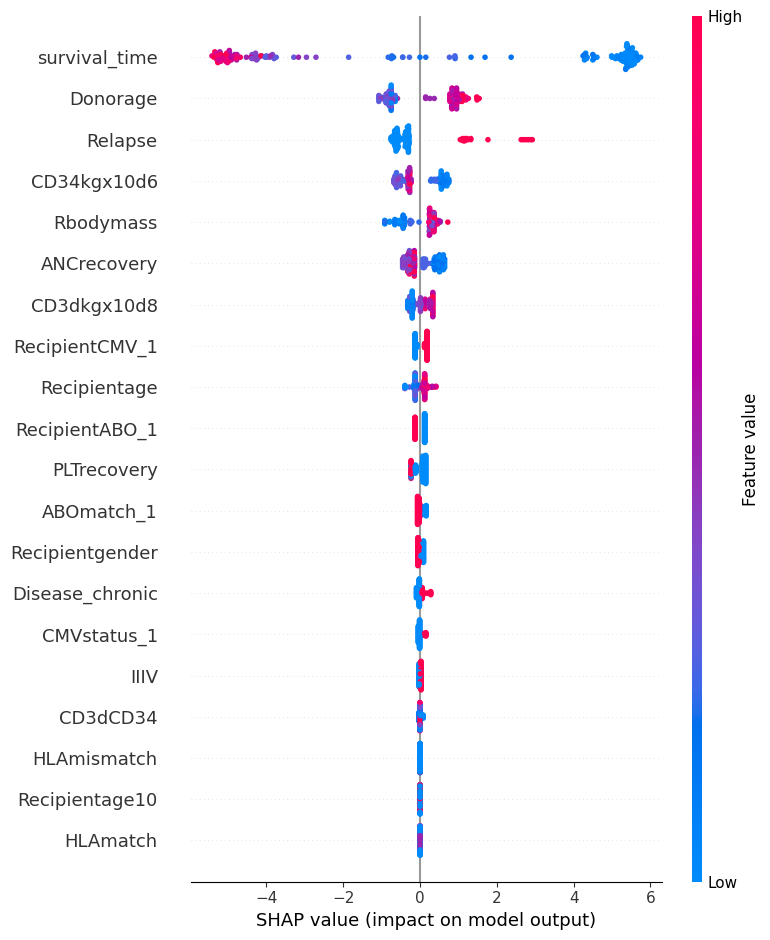 High
survival_time
Donorage
Relapse
CD34kgx10d6
Rbodymass
ANCrecovery
CD3dkgx10d8
RecipientCMV_1
Recipientage
RecipientABO_1
PLTrecovery
ABOmatch_1
Recipientgender
Disease_chronic
CMVstatus_1
IIIV
CD3dCD34
HLAmismatch
Recipientage10
HLAmatch
Feature value
Low
−4 −2 0 2 4 6
SHAP value (impact on model output)